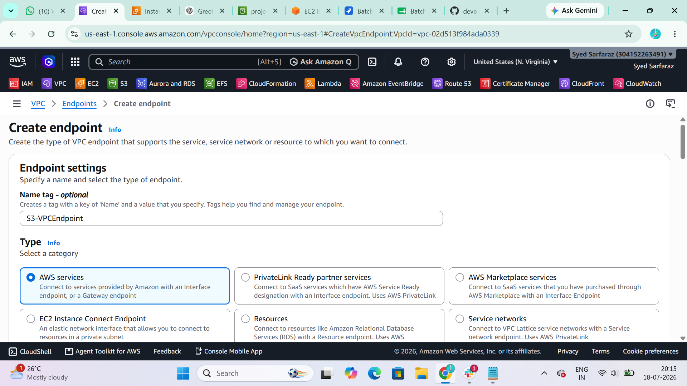 (10)
Creat
Instan
Greet
projec
EC2 I
Batch
Batch
devo
Ask Gemini
us-east-1.console.aws.amazon.com/vpcconsole/home?region=us-east-1#CreateVpcEndpoint:VpcId=vpc-02d513f984ada0339
aws
Search
[Alt+S]
Ask Amazon Q
United States (N. Virginia)
Syed Sarfaraz (304152263491)
Syed Sarfaraz
IAM
VPC
EC2
S3
Aurora and RDS
EFS
CloudFormation
Lambda
Amazon EventBridge
Route 53
Certificate Manager
CloudFront
CloudWatch
VPC
Endpoints
Create endpoint
Create endpoint Info
Create the type of VPC endpoint that supports the service, service network or resource to which you want to connect.
Endpoint settings
Specify a name and select the type of endpoint.
Name tag - optional
Creates a tag with a key of 'Name' and a value that you specify. Tags help you find and manage your endpoint.
S3-VPCEndpoint
Type Info
Select a category
AWS services
Connect to services provided by Amazon with an Interface
endpoint, or a Gateway endpoint
PrivateLink Ready partner services
Connect to SaaS services which have AWS Service Ready
designation with an Interface endpoint. Uses AWS PrivateLink
AWS Marketplace services
Connect to SaaS services that you have purchased through
AWS Marketplace with an Interface Endpoint
EC2 Instance Connect Endpoint
An elastic network interface that allows you to connect to
resources in a private subnet
Resources
Connect to resources like Amazon Relational Database
Services (RDS) with a Resource endpoint. Uses AWS
Service networks
Connect to VPC Lattice service networks with a Service
network endpoint. Uses AWS PrivateLink
CloudShell
Agent Toolkit for AWS
Feedback
Console Mobile App
© 2026, Amazon Web Services, Inc. or its affiliates.
Privacy
Terms
Cookie preferences
1
26°C
Mostly cloudy
Search
ENG
IN
20:15
18-07-2026